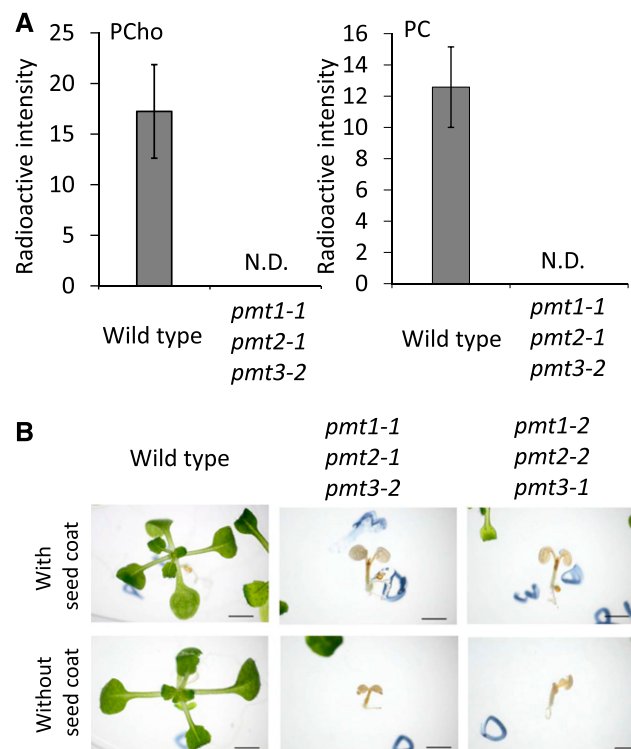 A
PCho
Radioactive intensity
25
20
15
10
5
0
N.D.
Wild type
pmt1-1
pmt2-1
pmt3-2
PC
Radioactive intensity
16
14
12
10
8
6
4
2
0
N.D.
Wild type
pmt1-1
pmt2-1
pmt3-2
B
Wild type
pmt1-1
pmt2-1
pmt3-2
pmt1-2
pmt2-2
pmt3-1
With
seed coat
Without
seed coat